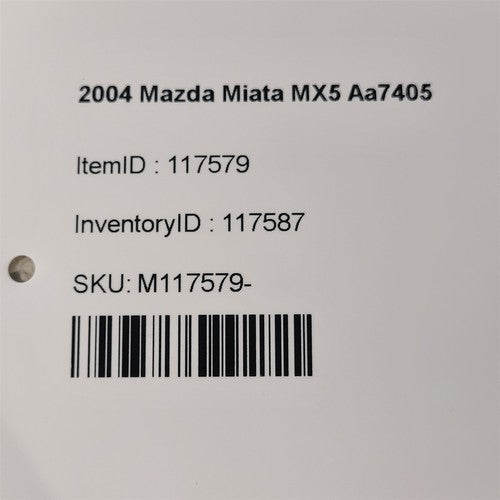 2004 Mazda Miata MX5 Aa7405
ItemID : 117579
InventoryID : 117587
SKU: M117579-